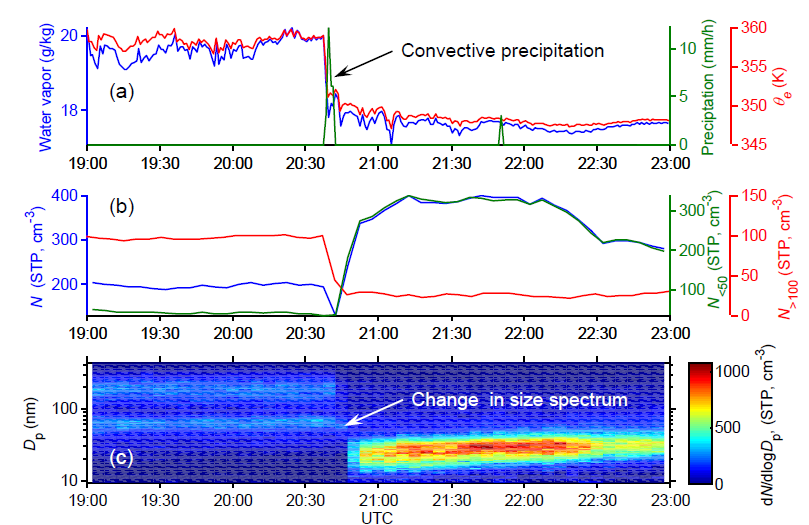 20
18
Water vapor (g/kg)
(a)
Convective precipitation
10
5
0
Precipitation (mm/h)
360
355
350
345
θe (K)
19:00 19:30 20:00 20:30 21:00 21:30 22:00 22:30 23:00
400
300
200
N (STP, cm-3)
(b)
300
200
100
N<50 (STP, cm-3)
150
100
50
0
N>100 (STP, cm-3)
19:00 19:30 20:00 20:30 21:00 21:30 22:00 22:30 23:00
100
10
Dp (nm)
(c)
Change in size spectrum
1000
500
0
dN/dlogDp, (STP, cm-3)
19:00 19:30 20:00 20:30 21:00 21:30 22:00 22:30 23:00
UTC